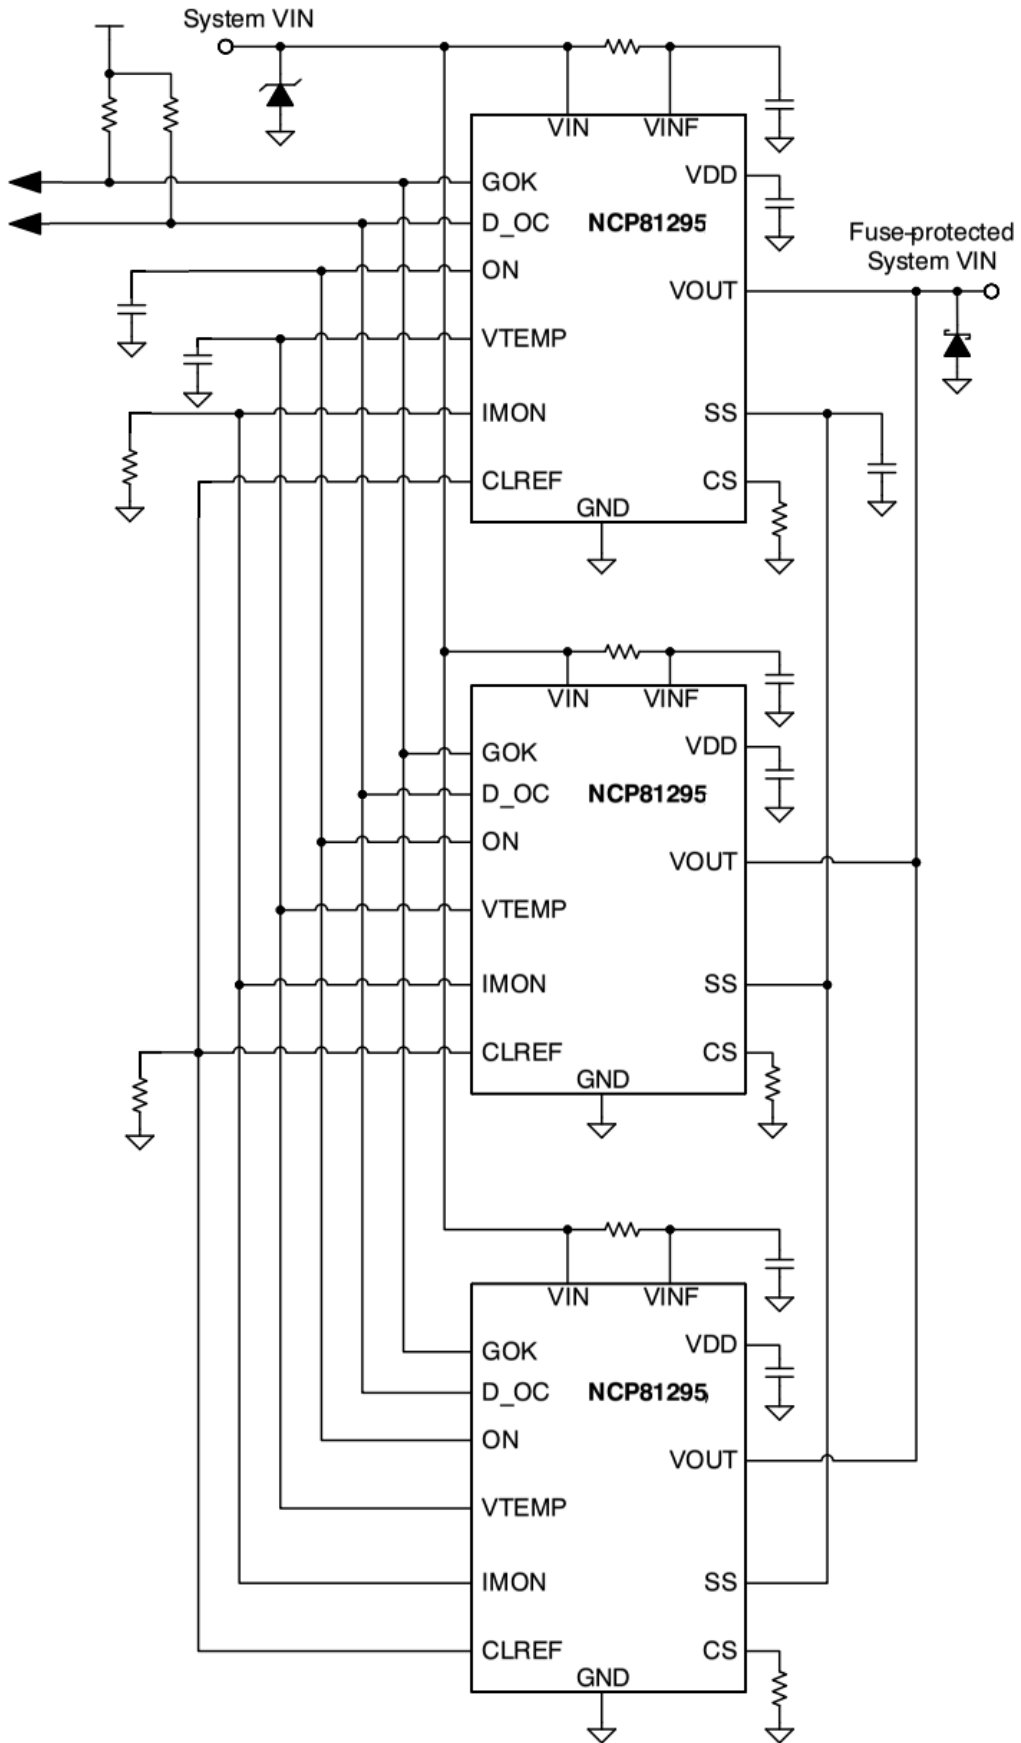 System VIN
VIN VINF
GOK VDD
D_OC NCP81295
Fuse-protected
System VIN
ON
VOUT
VTEMP
IMON SS
CLREF CS
GND
VIN VINF
GOK VDD
D_OC NCP81295
ON
VOUT
VTEMP
IMON SS
CLREF CS
GND
VIN VINF
GOK VDD
D_OC NCP81295,
ON
VOUT
VTEMP
IMON SS
CLREF CS
GND